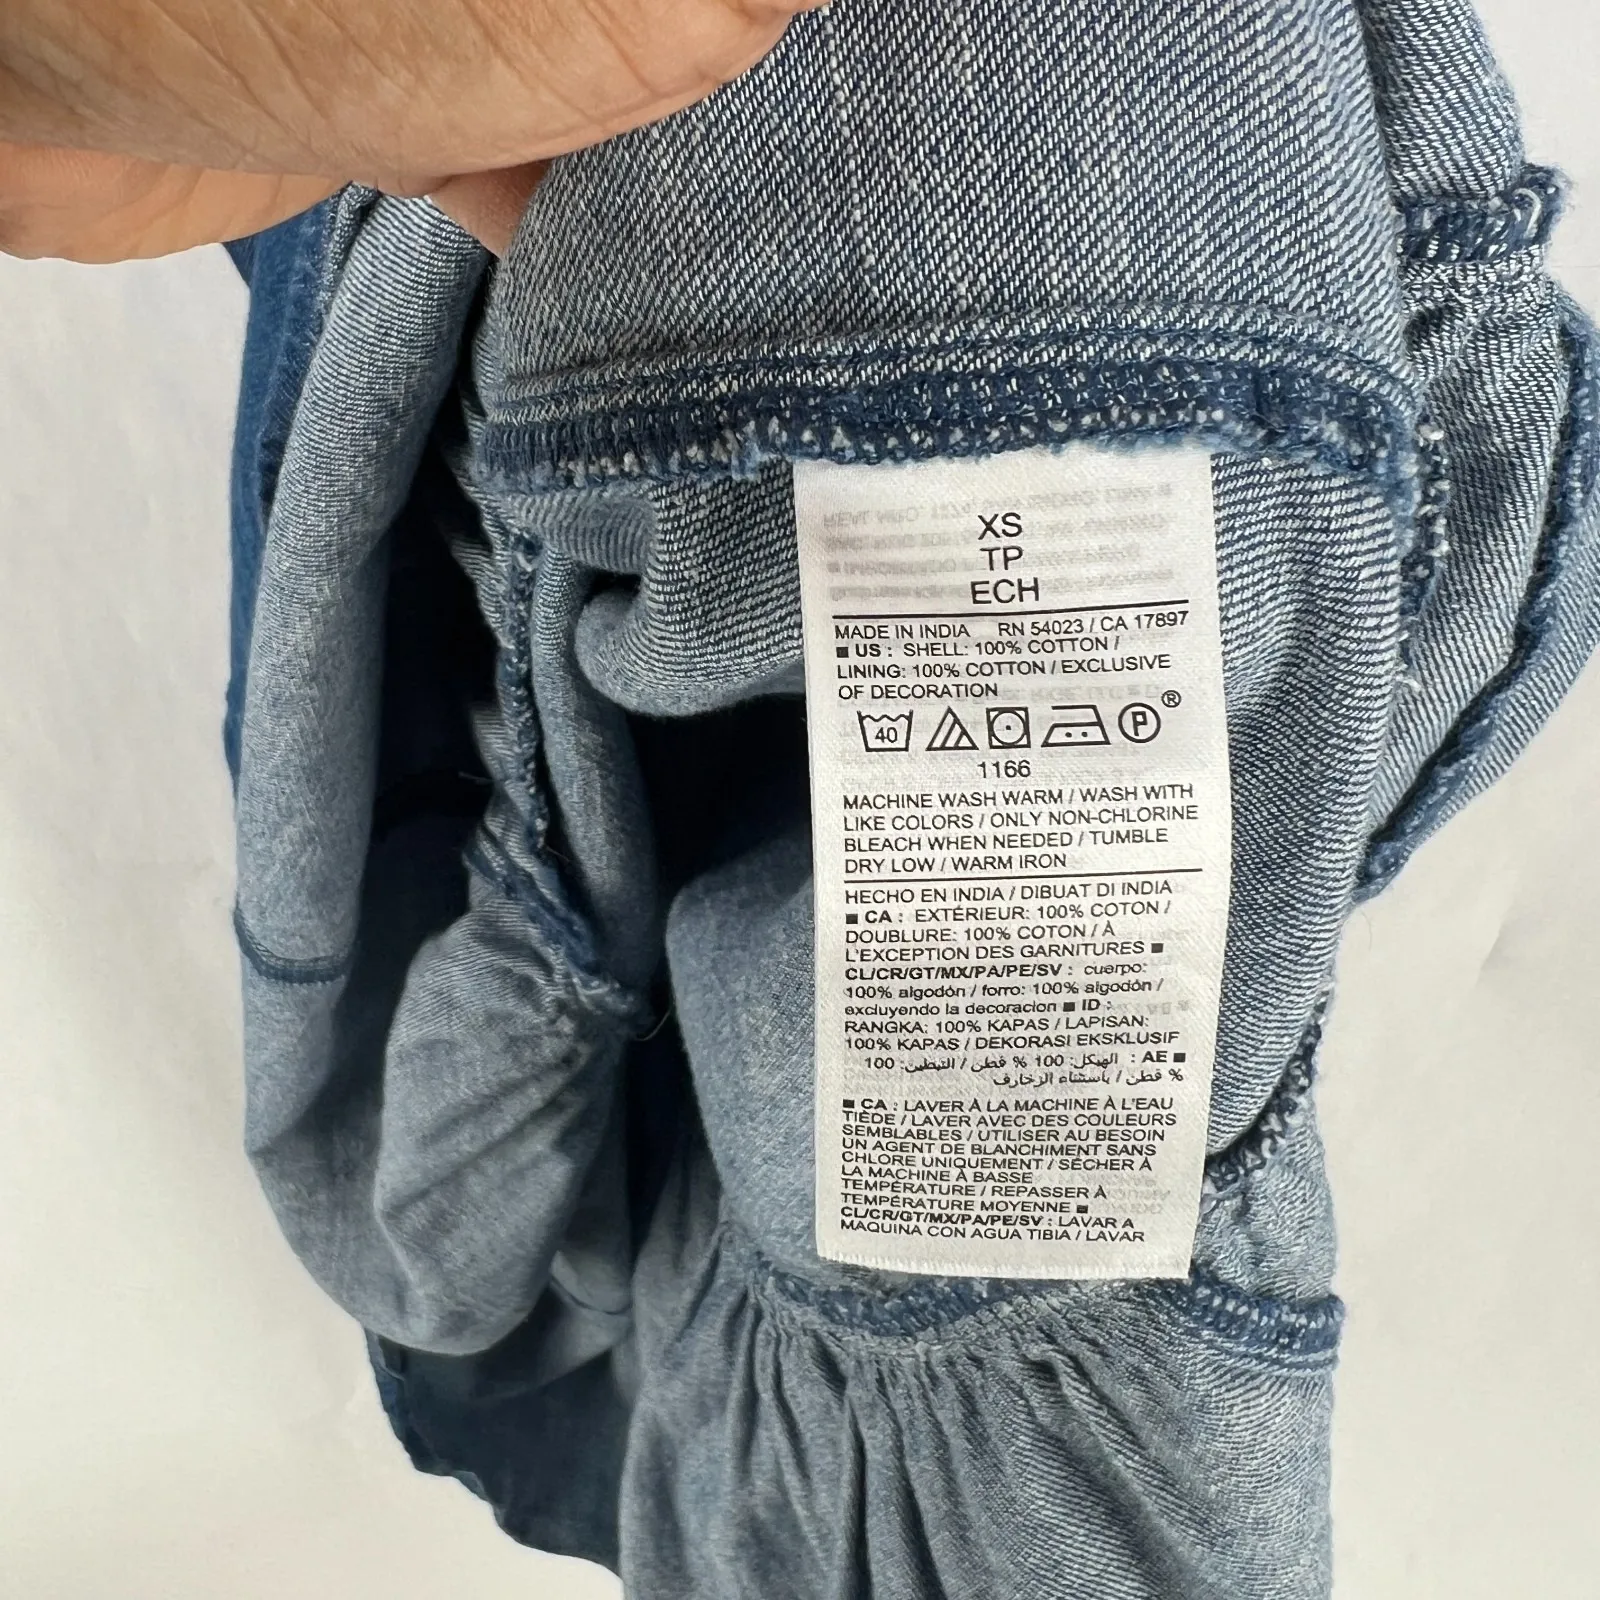 XS
TP
ECH
MADE IN INDIA RN 54023 / CA 17897
■ US : SHELL: 100% COTTON /
LINING: 100% COTTON / EXCLUSIVE
OF DECORATION
40 P ®
1166
MACHINE WASH WARM / WASH WITH
LIKE COLORS / ONLY NON-CHLORINE
BLEACH WHEN NEEDED / TUMBLE
DRY LOW / WARM IRON
HECHO EN INDIA / DIBUAT DI INDIA
■ CA : EXTÉRIEUR: 100% COTON /
DOUBLURE: 100% COTON / À
L'EXCEPTION DES GARNITURES ■
CL/CR/GT/MX/PA/PE/SV : cuerpo:
100% algodón / forro: 100% algodón /
excluyendo la decoracion ■ ID :
RANGKA: 100% KAPAS / LAPISAN:
100% KAPAS / DEKORASI EKSKLUSIF
■ AE : الهيكل: 100 % قطن / التبطين: 100
% قطن / باستثناء الزخارف
■ CA : LAVER À LA MACHINE À L'EAU
TIÈDE / LAVER AVEC DES COULEURS
SEMBLABLES / UTILISER AU BESOIN
UN AGENT DE BLANCHIMENT SANS
CHLORE UNIQUEMENT / SÉCHER À
LA MACHINE À BASSE
TEMPÉRATURE / REPASSER À
TEMPÉRATURE MOYENNE ■
CL/CR/GT/MX/PA/PE/SV : LAVAR A
MAQUINA CON AGUA TIBIA / LAVAR